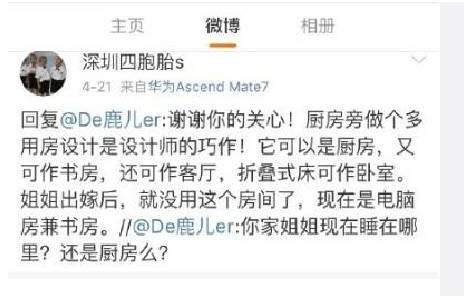 主页 微博 相册
深圳四胞胎s
4-21 来自华为Ascend Mate7
回复@De鹿儿er:谢谢你的关心！厨房旁做个多
用房设计是设计师的巧作！它可以是厨房，又
可作书房，还可作客厅，折叠式床可作卧室。
姐姐出嫁后，就没用这个房间了，现在是电脑
房兼书房。//@De鹿儿er:你家姐姐现在睡在哪
里？还是厨房么？